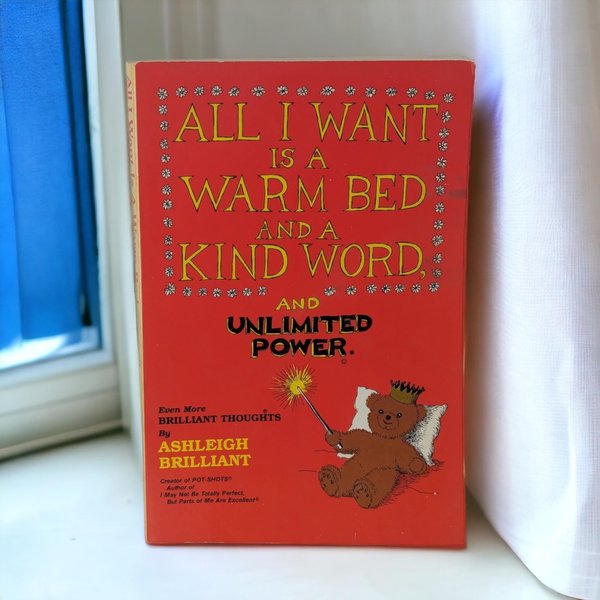 ALL I WANT
IS A
WARM BED
AND A
KIND WORD,
AND
UNLIMITED
POWER.
©
Even More
BRILLIANT THOUGHTS®
By
ASHLEIGH
BRILLIANT
Creator of POT-SHOTS®
Author of
I May Not Be Totally Perfect,
But Parts of Me Are Excellent®